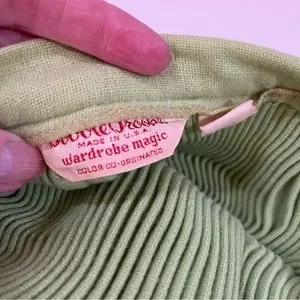 Bobbie Brooks
MADE IN U.S.A.
wardrobe magic
COLOR CO-ORDINATED